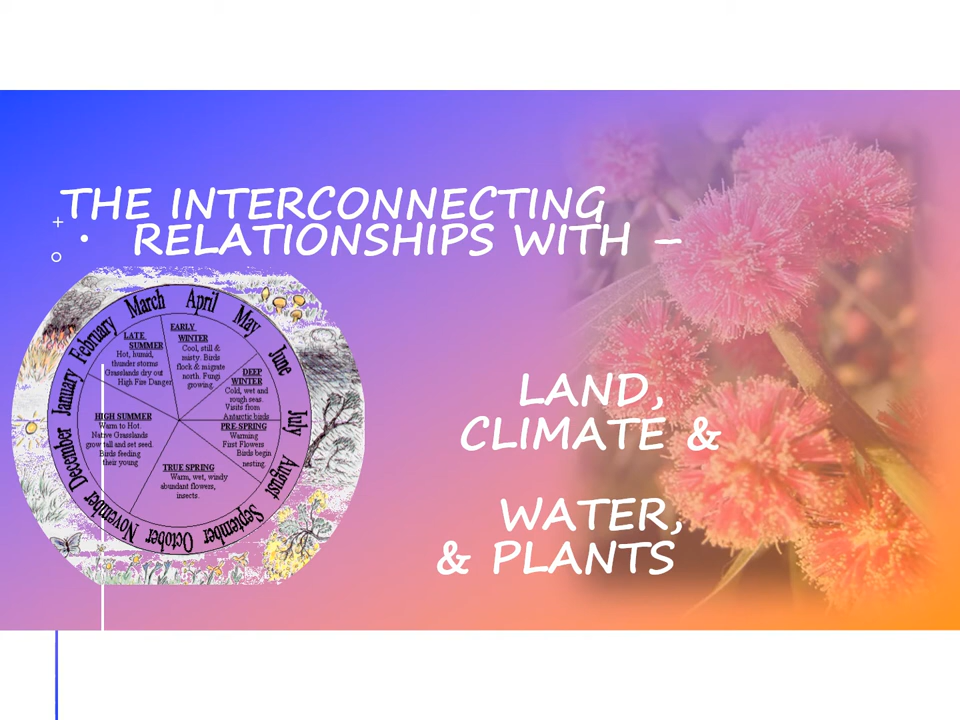 THE INTERCONNECTING
• RELATIONSHIPS WITH –
LAND,
CLIMATE &
WATER,
& PLANTS
January
February
March
April
May
June
July
August
September
October
November
December
LATE
SUMMER
Hot, humid,
thunder storms
Grasslands dry out
High Fire Danger
EARLY
WINTER
Cool, still &
misty. Birds
flock & migrate
north. Fungi
growing.
DEEP
WINTER
Cold, wet and
rough seas.
Visits from
Antarctic birds
PRE-SPRING
Warming
First Flowers
Birds begin
nesting.
TRUE SPRING
Warm, wet, windy
abundant flowers,
insects.
HIGH SUMMER
Warm to Hot.
Native Grasslands
grow tall and set seed.
Birds feeding
their young